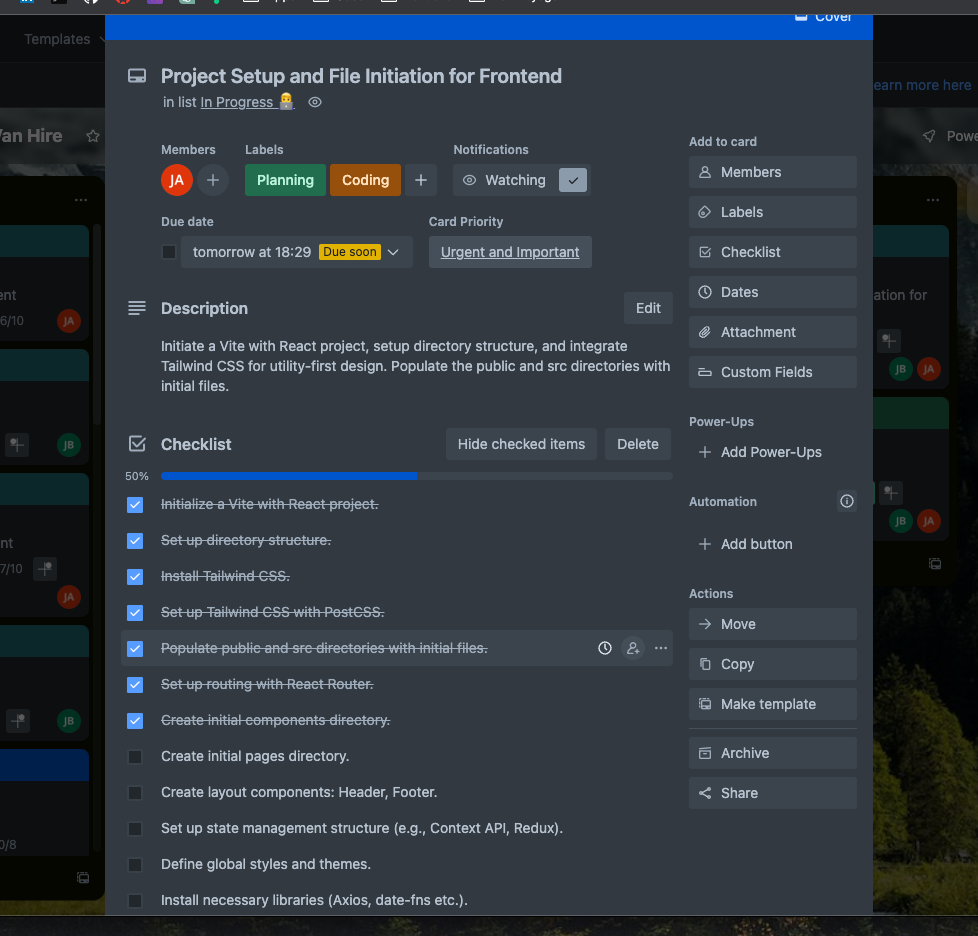 Cover
Templates
Project Setup and File Initiation for Frontend
in list In Progress
earn more here
Van Hire
Powe
Members
Labels
Notifications
JA
Planning
Coding
Watching
Due date
Card Priority
tomorrow at 18:29
Due soon
Urgent and Important
Description
Edit
Initiate a Vite with React project, setup directory structure, and integrate
Tailwind CSS for utility-first design. Populate the public and src directories with
initial files.
Checklist
Hide checked items
Delete
50%
Initialize a Vite with React project.
Set up directory structure.
Install Tailwind CSS.
Set up Tailwind CSS with PostCSS.
Populate public and src directories with initial files.
Set up routing with React Router.
Create initial components directory.
Create initial pages directory.
Create layout components: Header, Footer.
Set up state management structure (e.g., Context API, Redux).
Define global styles and themes.
Install necessary libraries (Axios, date-fns etc.).
Add to card
Members
Labels
Checklist
Dates
Attachment
Custom Fields
Power-Ups
Add Power-Ups
Automation
Add button
Actions
Move
Copy
Make template
Archive
Share
ent
6/10
JA
JB
nt
7/10
JA
JB
0/8
ation for
JB
JA
JB
JA